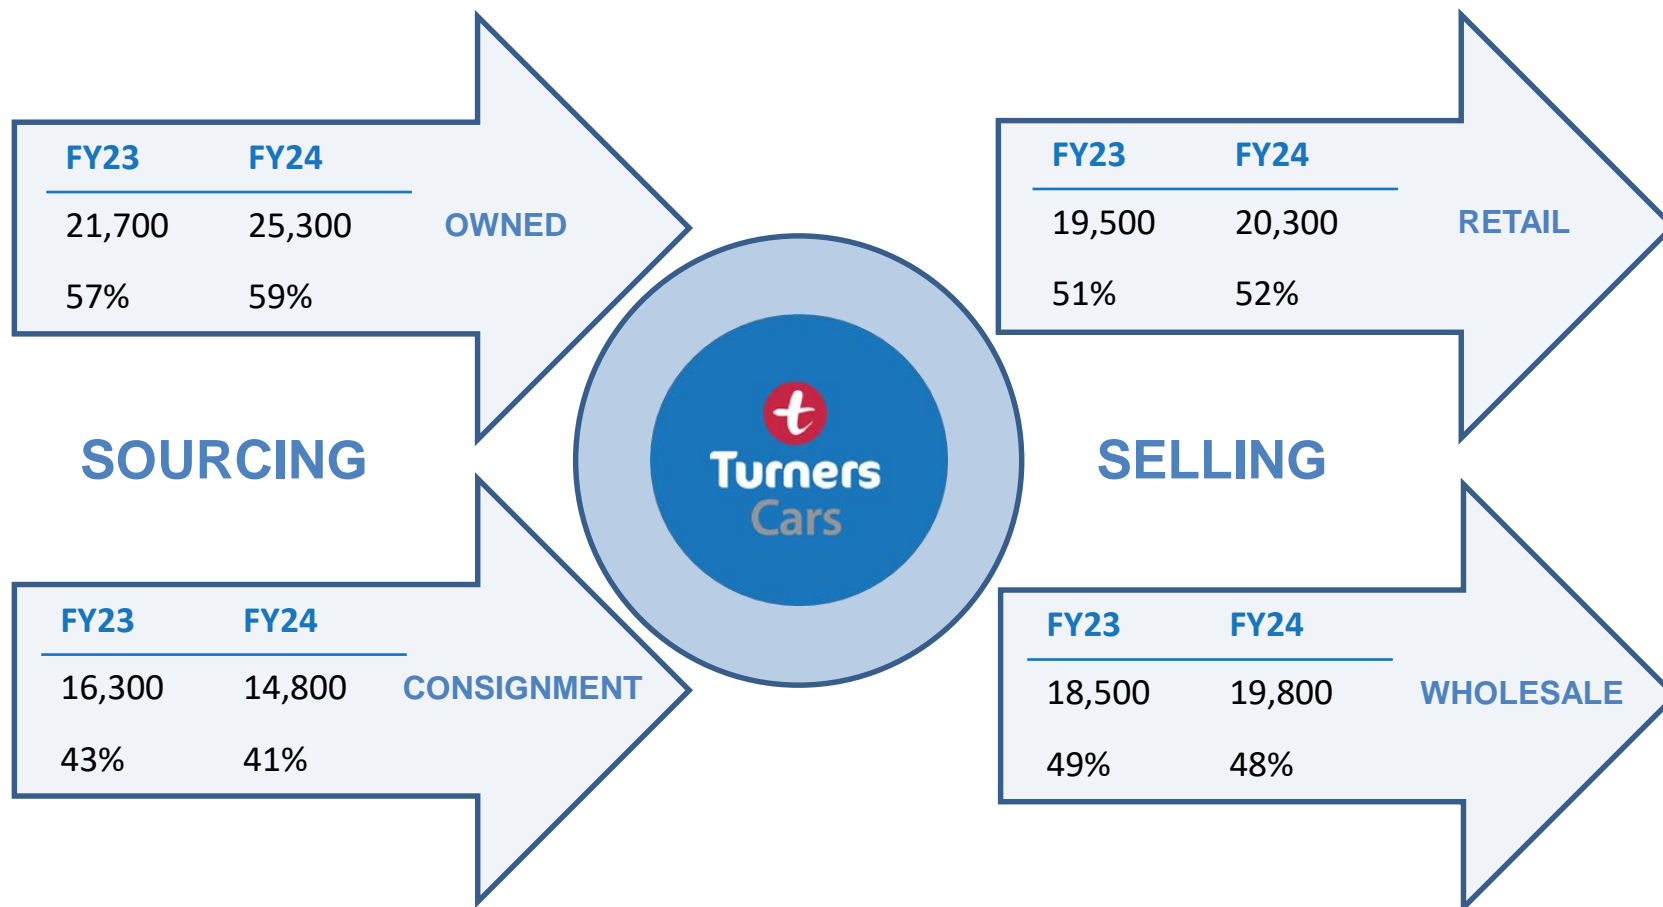 FY23 FY24
21,700 25,300 OWNED
57% 59%
SOURCING
FY23 FY24
16,300 14,800 CONSIGNMENT
43% 41%
t
Turners
Cars
FY23 FY24
19,500 20,300 RETAIL
51% 52%
SELLING
FY23 FY24
18,500 19,800 WHOLESALE
49% 48%